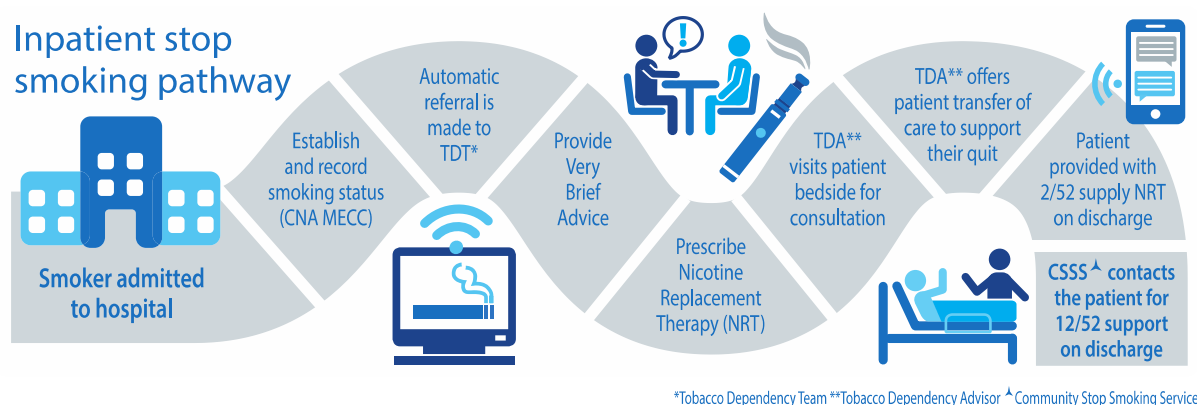 Inpatient stop
smoking pathway
Smoker admitted
to hospital
Establish
and record
smoking status
(CNA MECC)
Automatic
referral is
made to
TDT*
Provide
Very
Brief
Advice
!
Prescribe
Nicotine
Replacement
Therapy (NRT)
TDA**
visits patient
bedside for
consultation
TDA** offers
patient transfer of
care to support
their quit
Patient
provided with
2/52 supply NRT
on discharge
CSSS⅄ contacts
the patient for
12/52 support
on discharge
*Tobacco Dependency Team **Tobacco Dependency Advisor ⅄Community Stop Smoking Service